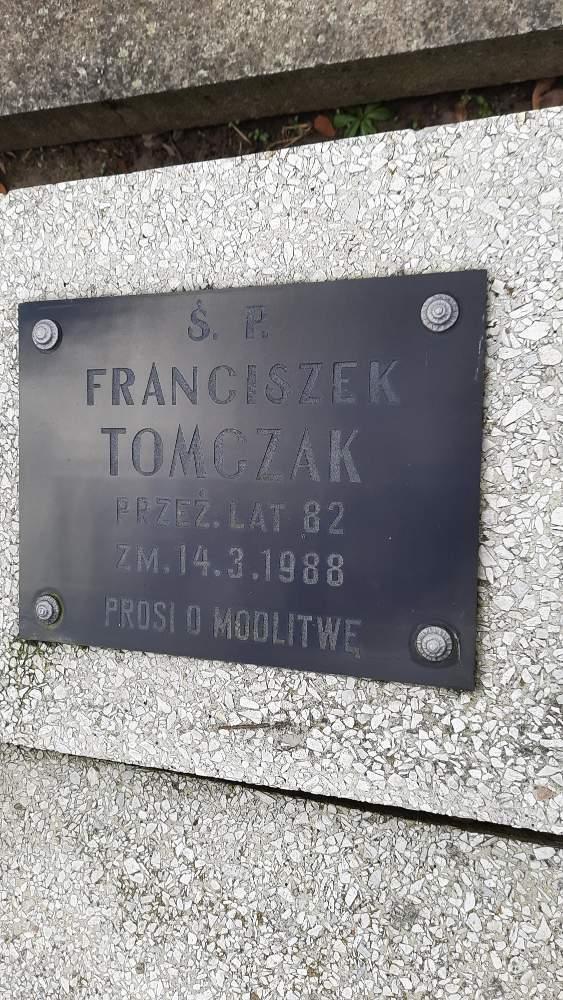 Ś. P.
FRANCISZEK
TOMCZAK
PRZEŻ. LAT 82
ZM. 14.3.1988
PROSI O MODLITWĘ